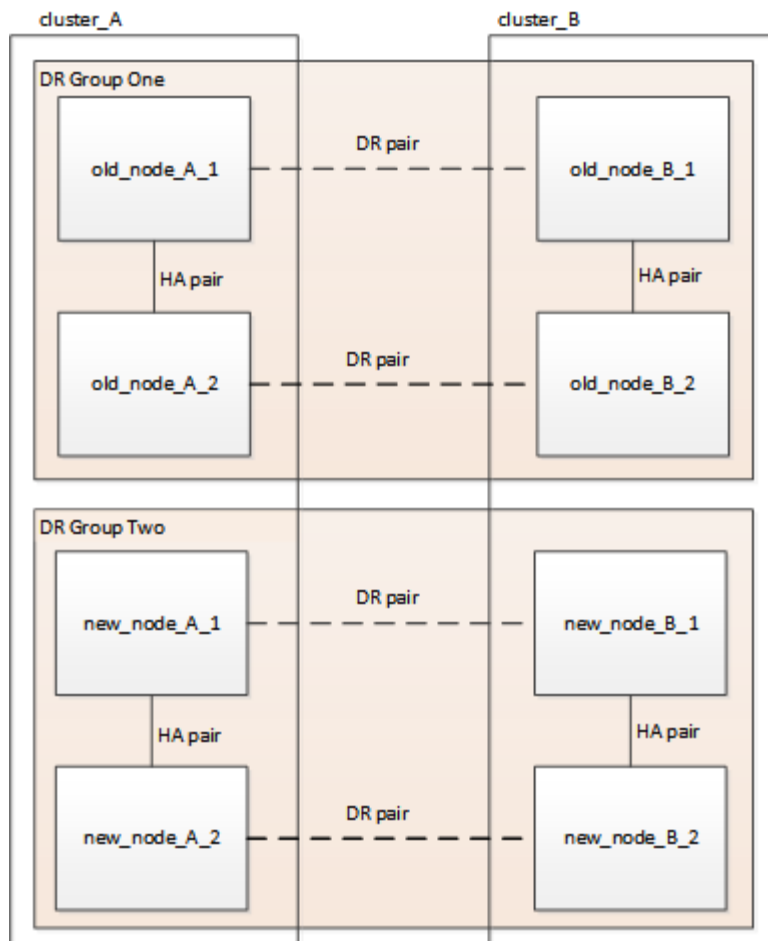 cluster_A
cluster_B
DR Group One
old_node_A_1
DR pair
old_node_B_1
HA pair
HA pair
old_node_A_2
DR pair
old_node_B_2
DR Group Two
new_node_A_1
DR pair
new_node_B_1
HA pair
HA pair
new_node_A_2
DR pair
new_node_B_2